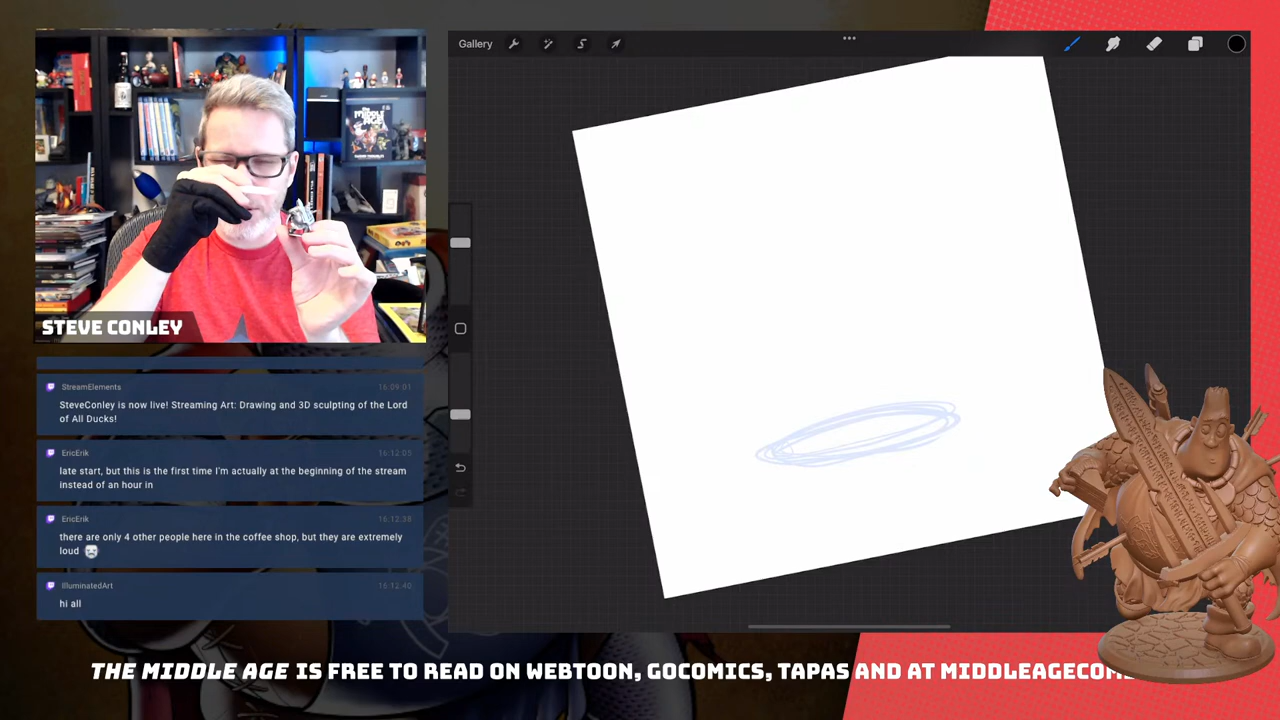 Gallery
the
MIDDLE
AGE
STEVE CONLEY
StreamElements 16:09:01
SteveConley is now live! Streaming Art: Drawing and 3D sculpting of the Lord
of All Ducks!
EricErik 16:12:05
late start, but this is the first time I'm actually at the beginning of the stream
instead of an hour in
EricErik 16:12:38
there are only 4 other people here in the coffee shop, but they are extremely
loud
IlluminatedArt 16:12:40
hi all
THE MIDDLE AGE IS FREE TO READ ON WEBTOON, GOCOMICS, TAPAS AND AT MIDDLEAGECOM